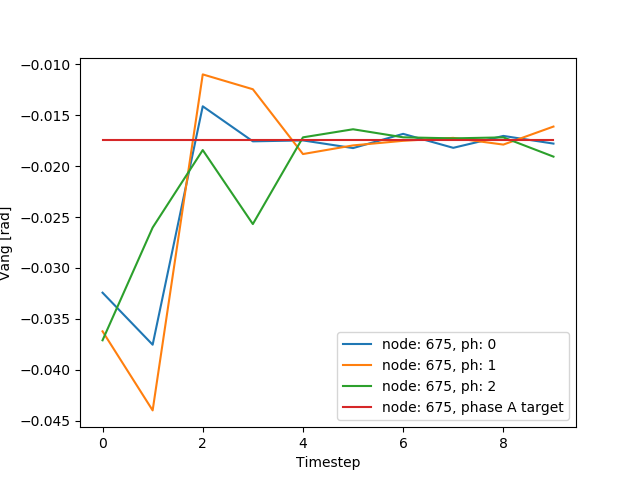 −0.010
−0.015
−0.020
−0.025
−0.030
−0.035
−0.040
−0.045
Vang [rad]
0
2
4
6
8
Timestep
node: 675, ph: 0
node: 675, ph: 1
node: 675, ph: 2
node: 675, phase A target